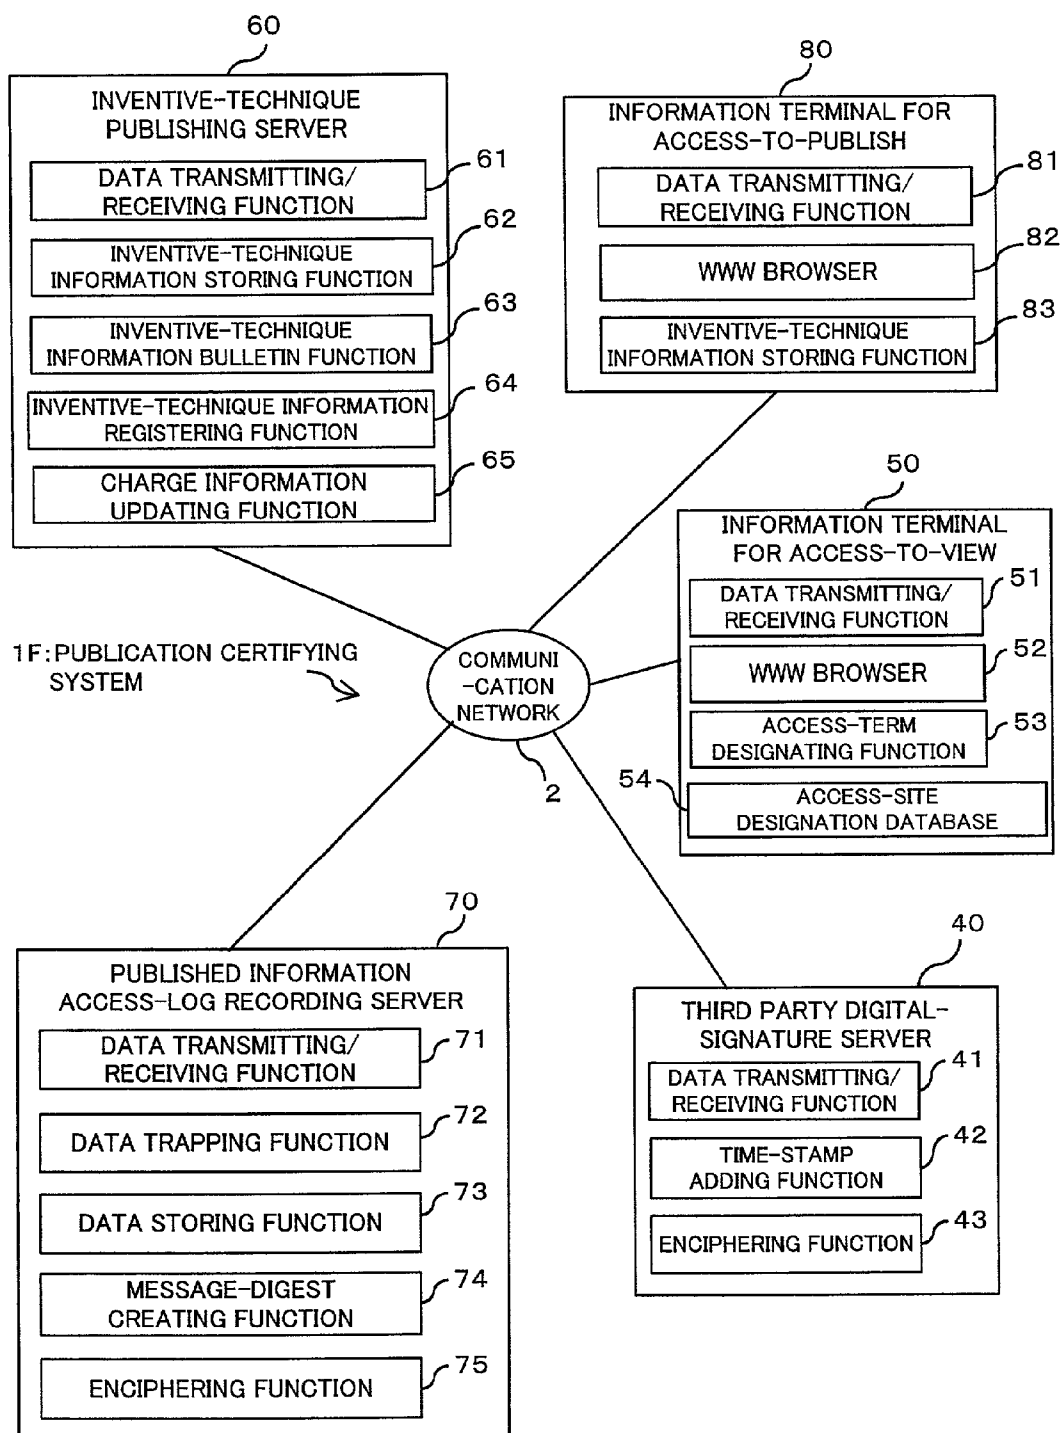 60
INVENTIVE-TECHNIQUE
PUBLISHING SERVER
DATA TRANSMITTING/
RECEIVING FUNCTION
61
INVENTIVE-TECHNIQUE
INFORMATION STORING FUNCTION
62
INVENTIVE-TECHNIQUE
INFORMATION BULLETIN FUNCTION
63
INVENTIVE-TECHNIQUE INFORMATION
REGISTERING FUNCTION
64
CHARGE INFORMATION
UPDATING FUNCTION
65
80
INFORMATION TERMINAL FOR
ACCESS-TO-PUBLISH
DATA TRANSMITTING/
RECEIVING FUNCTION
81
WWW BROWSER
82
INVENTIVE-TECHNIQUE
INFORMATION STORING FUNCTION
83
50
INFORMATION TERMINAL
FOR ACCESS-TO-VIEW
DATA TRANSMITTING/
RECEIVING FUNCTION
51
WWW BROWSER
52
ACCESS-TERM
DESIGNATING FUNCTION
53
54
ACCESS-SITE
DESIGNATION DATABASE
1F:PUBLICATION CERTIFYING
SYSTEM
COMMUNI
-CATION
NETWORK
2
70
PUBLISHED INFORMATION
ACCESS-LOG RECORDING SERVER
DATA TRANSMITTING/
RECEIVING FUNCTION
71
DATA TRAPPING FUNCTION
72
DATA STORING FUNCTION
73
MESSAGE-DIGEST
CREATING FUNCTION
74
ENCIPHERING FUNCTION
75
40
THIRD PARTY DIGITAL-
SIGNATURE SERVER
DATA TRANSMITTING/
RECEIVING FUNCTION
41
TIME-STAMP
ADDING FUNCTION
42
ENCIPHERING FUNCTION
43